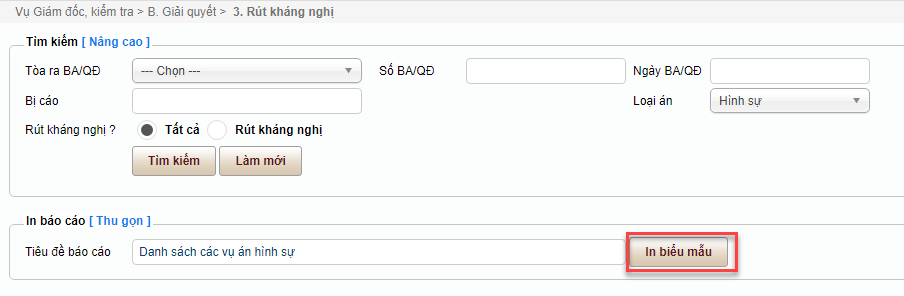 Vụ Giám đốc, kiểm tra > B. Giải quyết > 3. Rút kháng nghị
Tìm kiếm [ Nâng cao ]
Tòa ra BA/QĐ --- Chọn --- Số BA/QĐ Ngày BA/QĐ
Bị cáo Loại án Hình sự
Rút kháng nghị ? Tất cả Rút kháng nghị
Tìm kiếm Làm mới
In báo cáo [ Thu gọn ]
Tiêu đề báo cáo Danh sách các vụ án hình sự In biểu mẫu